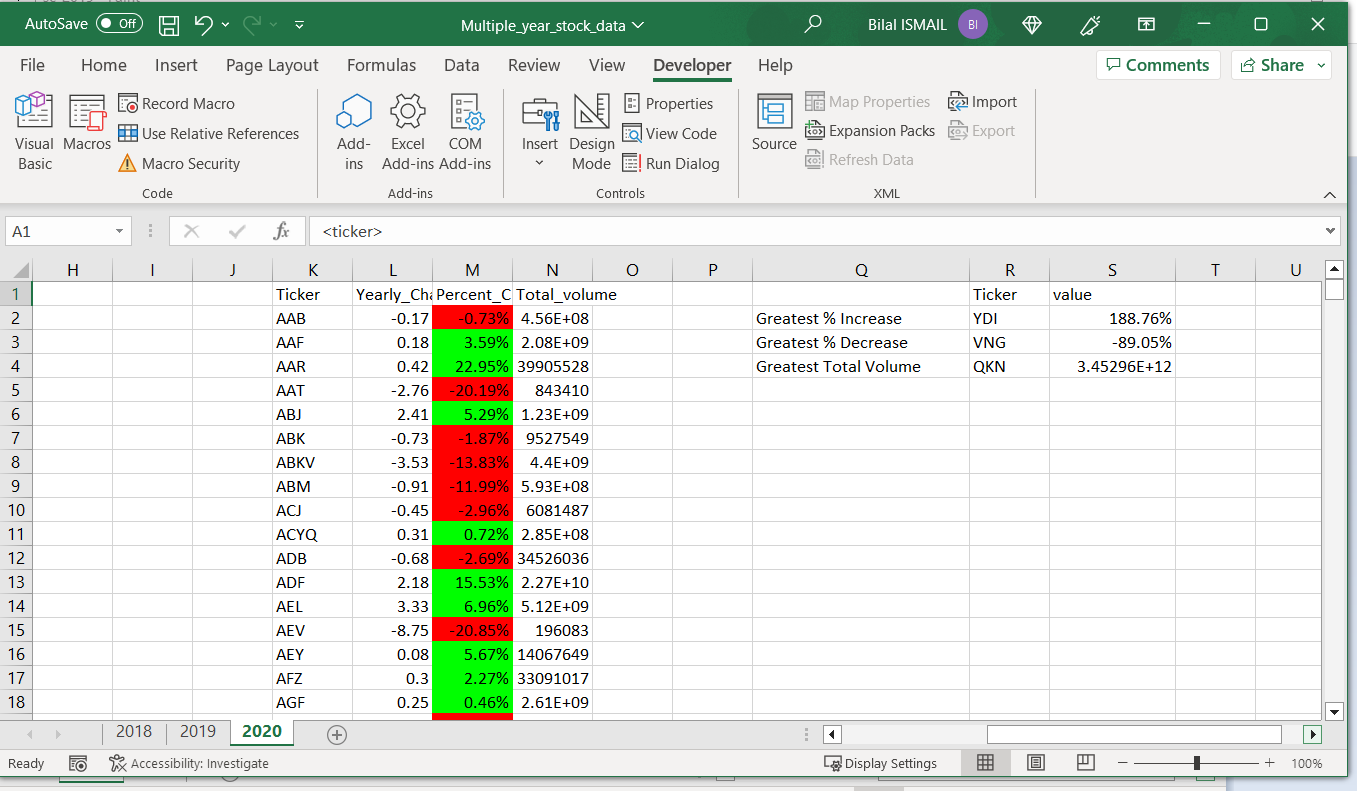 AutoSave Off Multiple_year_stock_data Bilal ISMAIL BI
File Home Insert Page Layout Formulas Data Review View Developer Help Comments Share
Visual Basic
Macros
Record Macro
Use Relative References
Macro Security
Code
Add-ins
Excel Add-ins
COM Add-ins
Add-ins
Insert
Design Mode
Properties
View Code
Run Dialog
Controls
Source
Map Properties
Expansion Packs
Refresh Data
Import
Export
XML
A1 fx <ticker>
H I J K L M N O P Q R S T U
1 Ticker Yearly_Cha Percent_C Total_volume Ticker value
2 AAB -0.17 -0.73% 4.56E+08 Greatest % Increase YDI 188.76%
3 AAF 0.18 3.59% 2.08E+09 Greatest % Decrease VNG -89.05%
4 AAR 0.42 22.95% 39905528 Greatest Total Volume QKN 3.45296E+12
5 AAT -2.76 -20.19% 843410
6 ABJ 2.41 5.29% 1.23E+09
7 ABK -0.73 -1.87% 9527549
8 ABKV -3.53 -13.83% 4.4E+09
9 ABM -0.91 -11.99% 5.93E+08
10 ACJ -0.45 -2.96% 6081487
11 ACYQ 0.31 0.72% 2.85E+08
12 ADB -0.68 -2.69% 34526036
13 ADF 2.18 15.53% 2.27E+10
14 AEL 3.33 6.96% 5.12E+09
15 AEV -8.75 -20.85% 196083
16 AEY 0.08 5.67% 14067649
17 AFZ 0.3 2.27% 33091017
18 AGF 0.25 0.46% 2.61E+09
2018 2019 2020
Ready Accessibility: Investigate Display Settings 100%